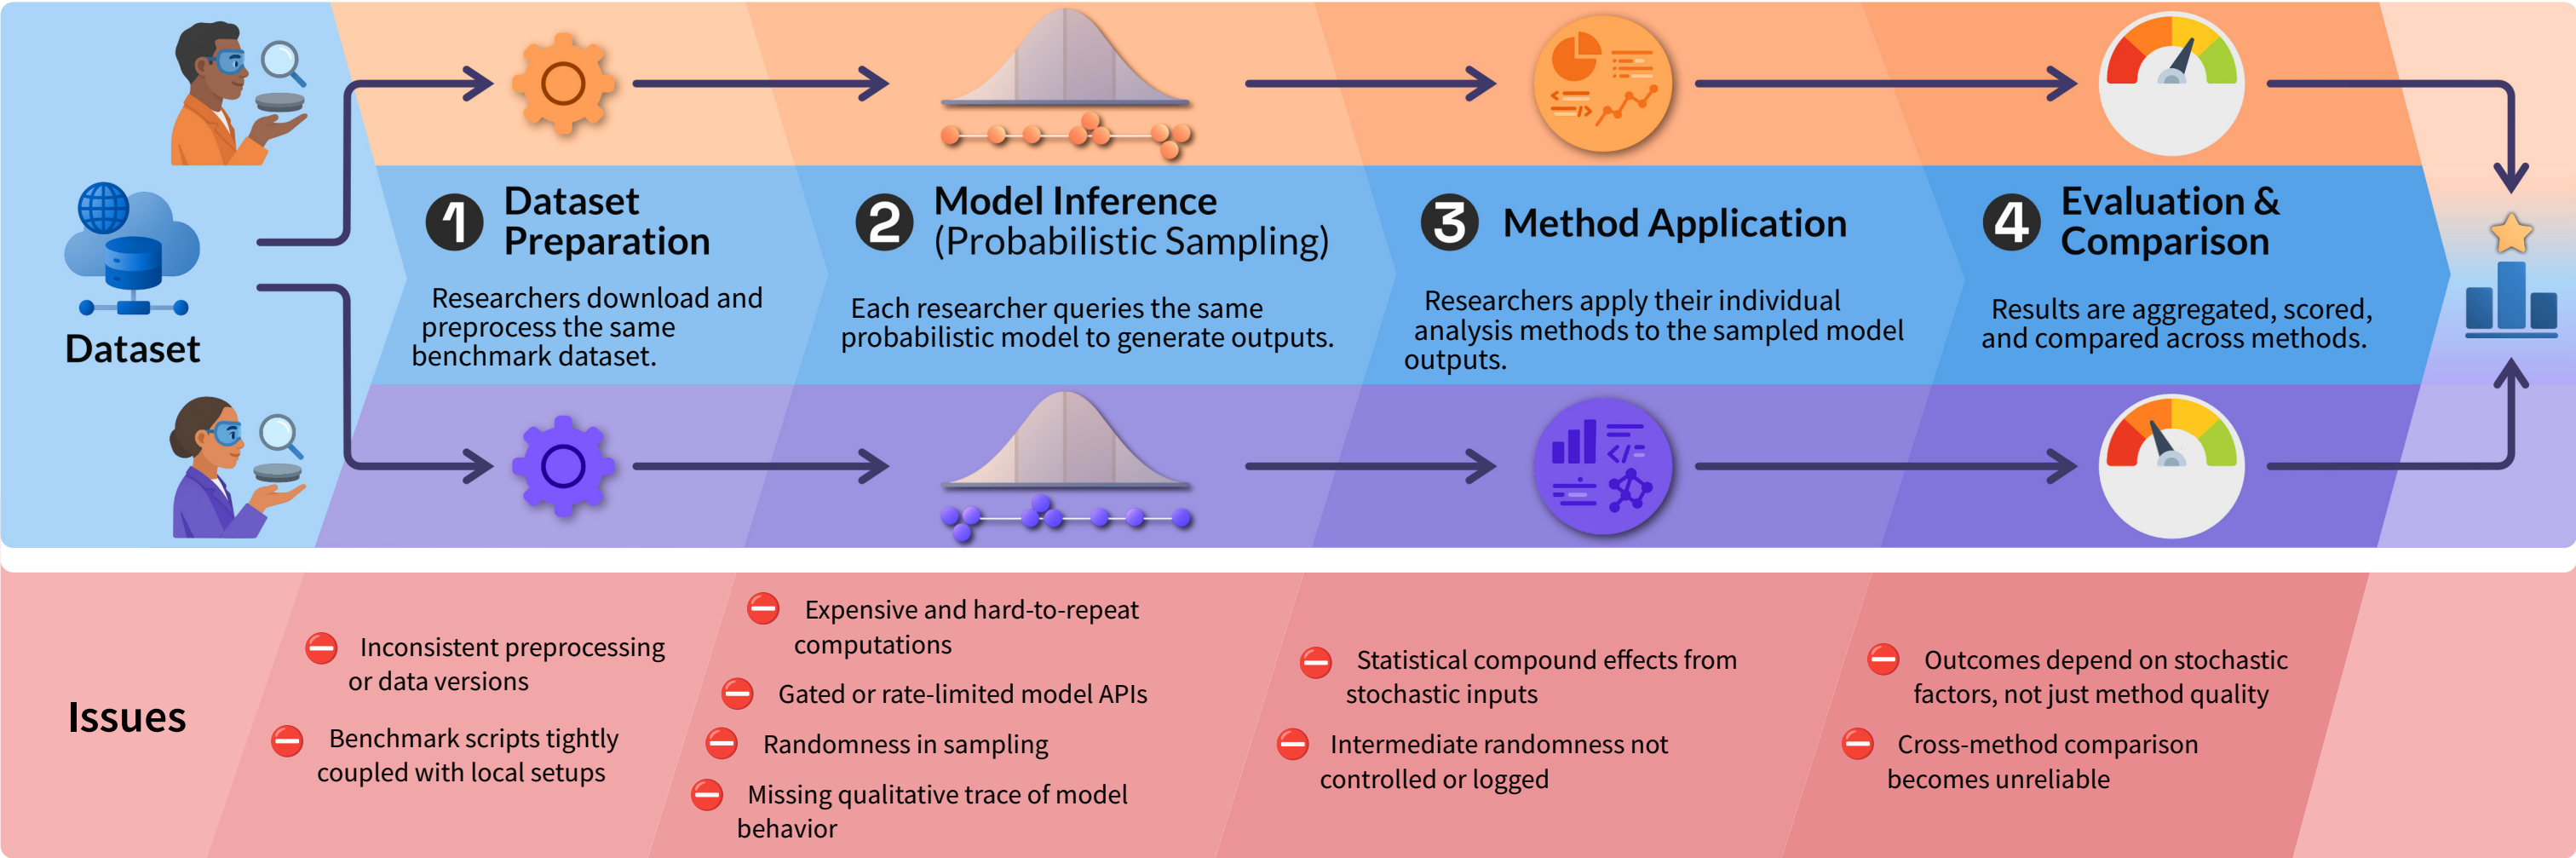 Dataset
1
Dataset
Preparation
Researchers download and
preprocess the same
benchmark dataset.
2
Model Inference
(Probabilistic Sampling)
Each researcher queries the same
probabilistic model to generate outputs.
3
Method Application
Researchers apply their individual
analysis methods to the sampled model
outputs.
4
Evaluation &
Comparison
Results are aggregated, scored,
and compared across methods.
Issues
Inconsistent preprocessing
or data versions
Benchmark scripts tightly
coupled with local setups
Expensive and hard-to-repeat
computations
Gated or rate-limited model APIs
Randomness in sampling
Missing qualitative trace of model
behavior
Statistical compound effects from
stochastic inputs
Intermediate randomness not
controlled or logged
Outcomes depend on stochastic
factors, not just method quality
Cross-method comparison
becomes unreliable